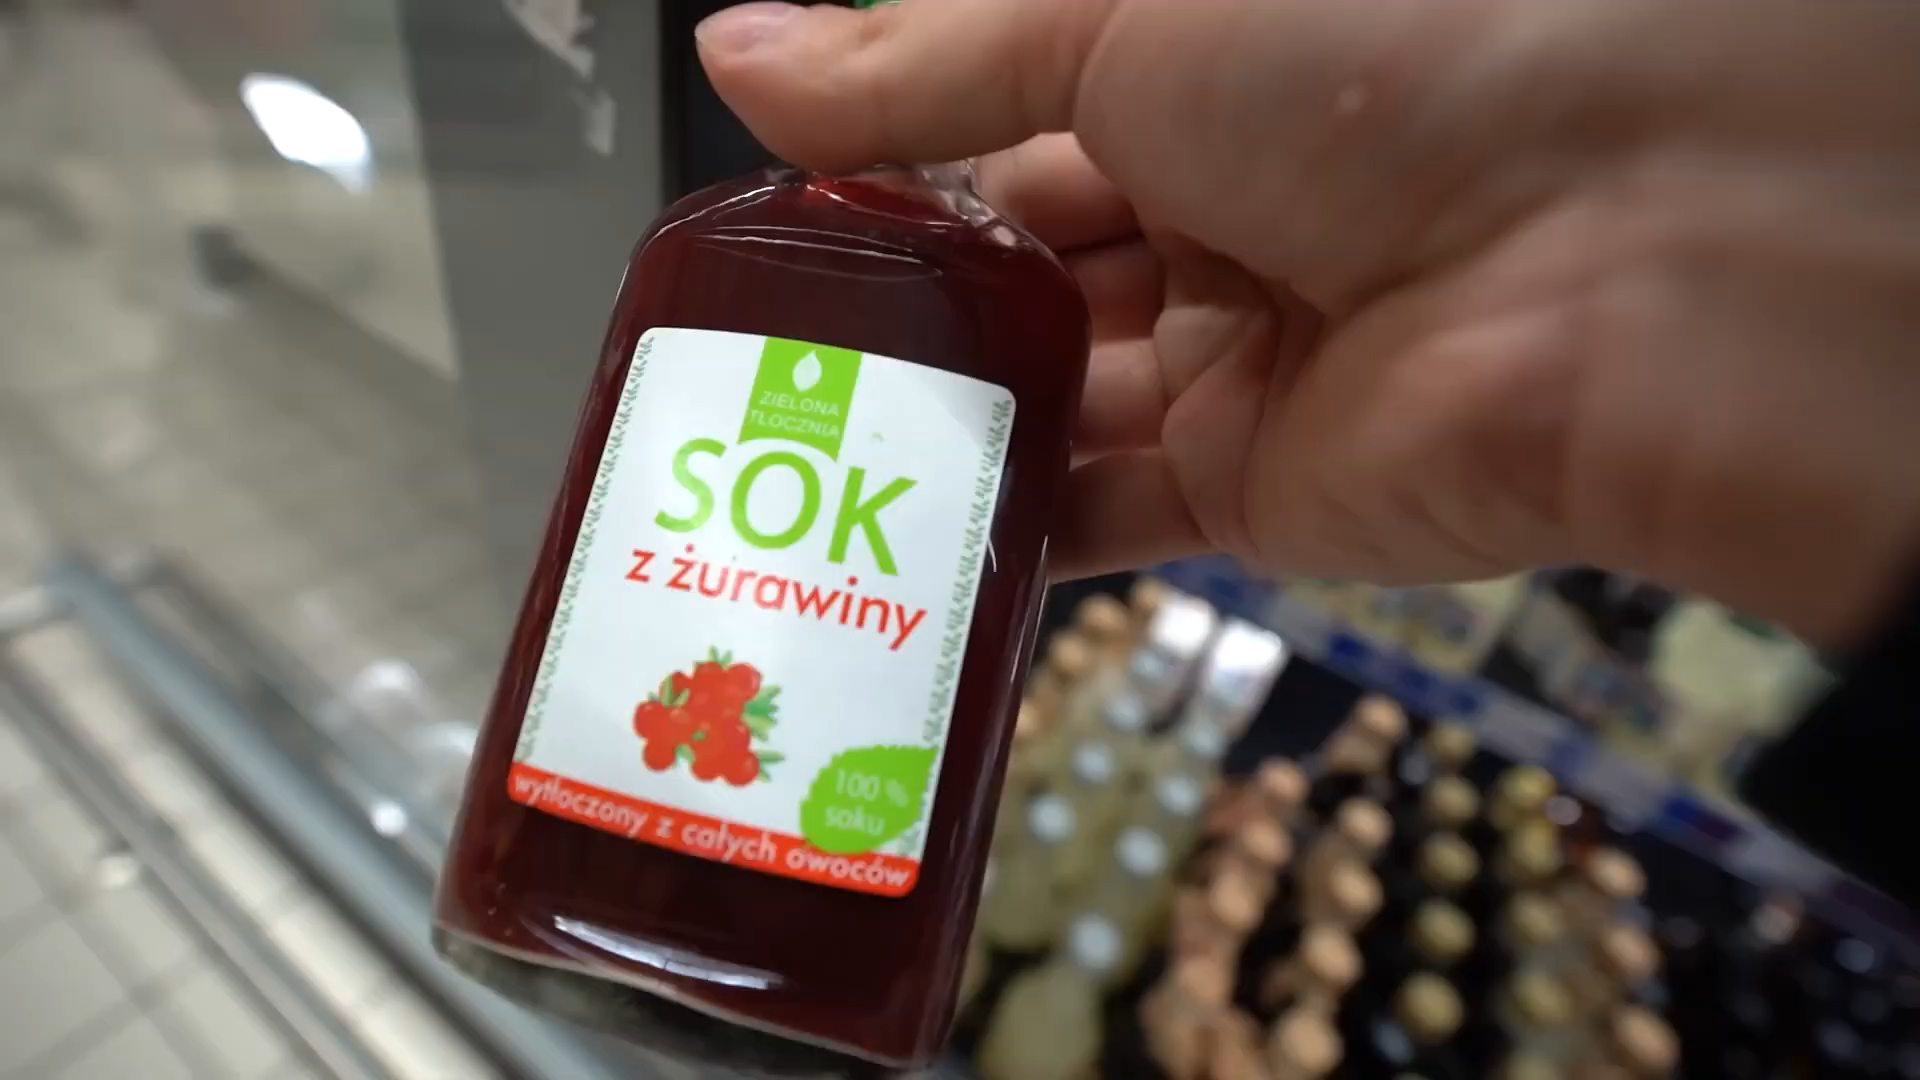 ZIELONA
TŁOCZNIA
SOK
z żurawiny
100 %
soku
wytłoczony z całych owoców